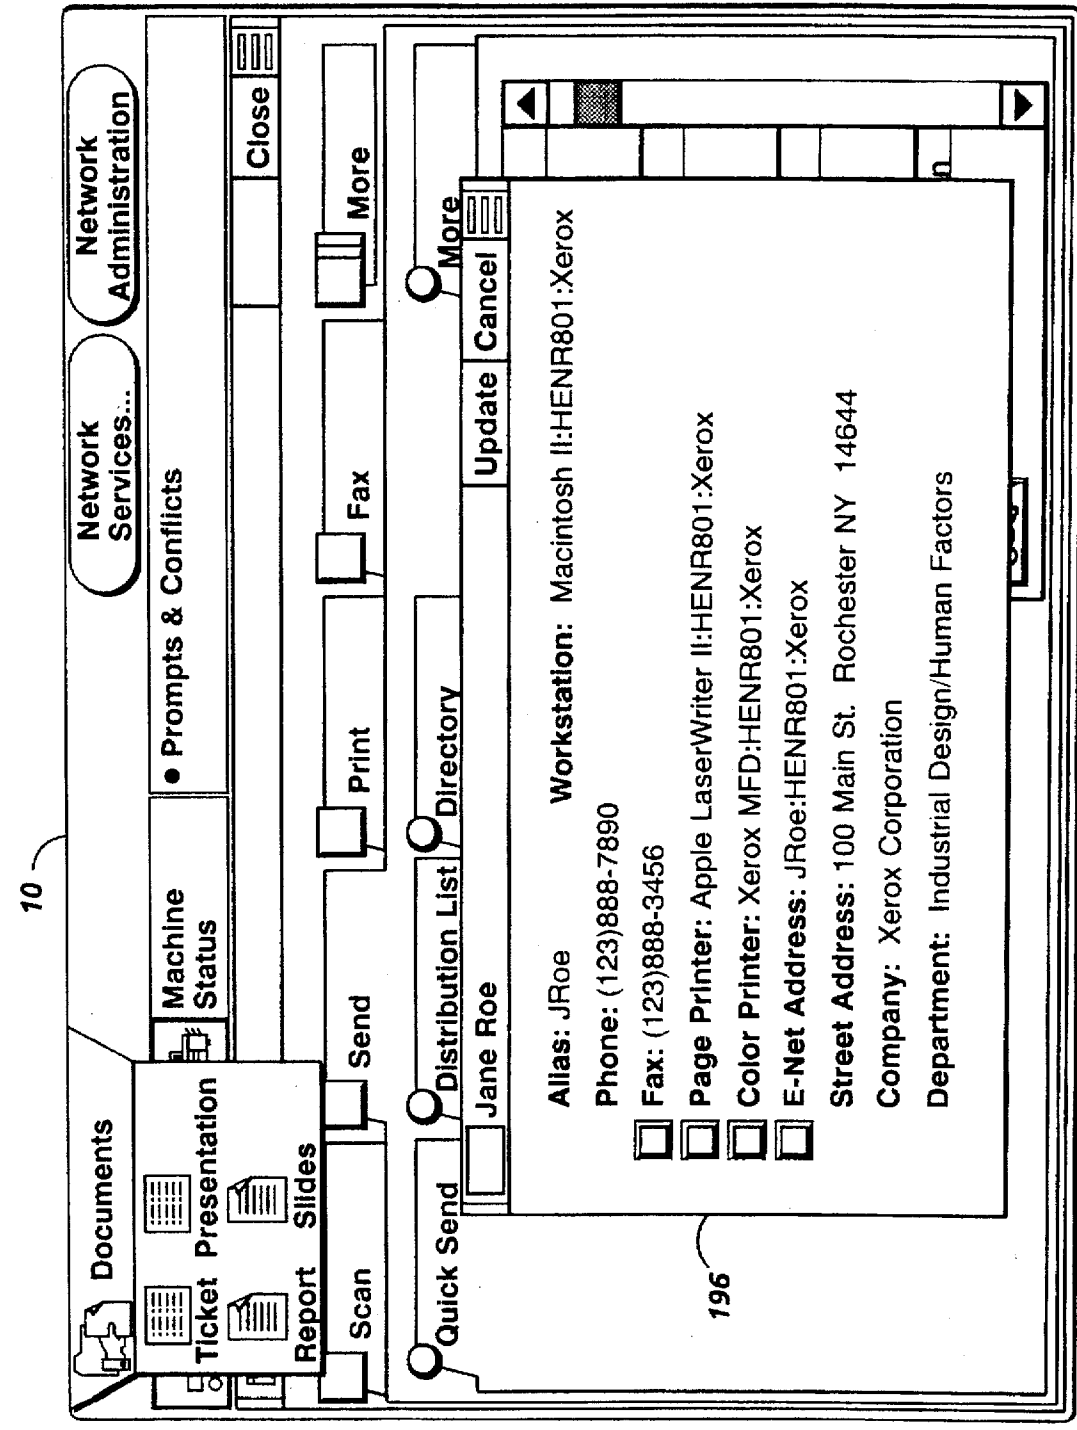 10
Documents
Network
Services...
Network
Administration
Ticket Presentation
Report Slides
Machine
Status
• Prompts & Conflicts
Close
Scan
Send
Print
Fax
More
Quick Send
Distribution List
Directory
More
Jane Roe
Update
Cancel
Alias: JRoe
Workstation: Macintosh II:HENR801:Xerox
Phone: (123)888-7890
Fax: (123)888-3456
Page Printer: Apple LaserWriter II:HENR801:Xerox
Color Printer: Xerox MFD:HENR801:Xerox
E-Net Address: JRoe:HENR801:Xerox
Street Address: 100 Main St. Rochester NY 14644
Company: Xerox Corporation
Department: Industrial Design/Human Factors
196